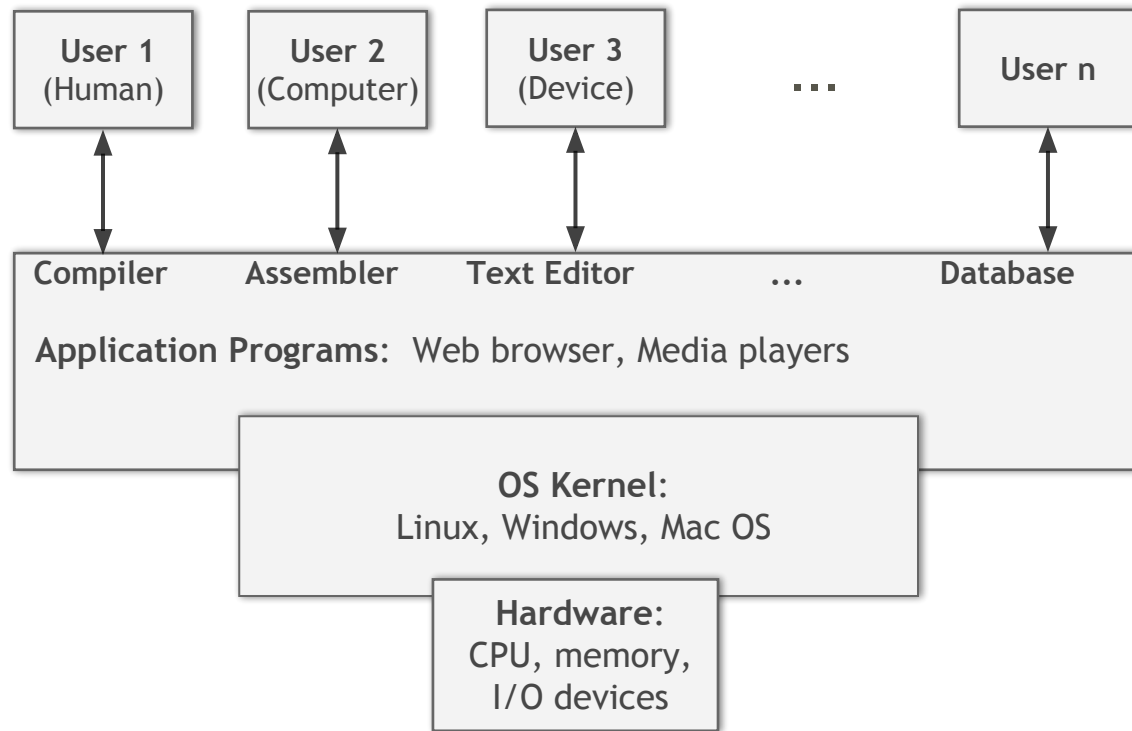 User 1
(Human)
User 2
(Computer)
User 3
(Device)
...
User n
Compiler
Assembler
Text Editor
...
Database
Application Programs: Web browser, Media players
OS Kernel:
Linux, Windows, Mac OS
Hardware:
CPU, memory,
I/O devices